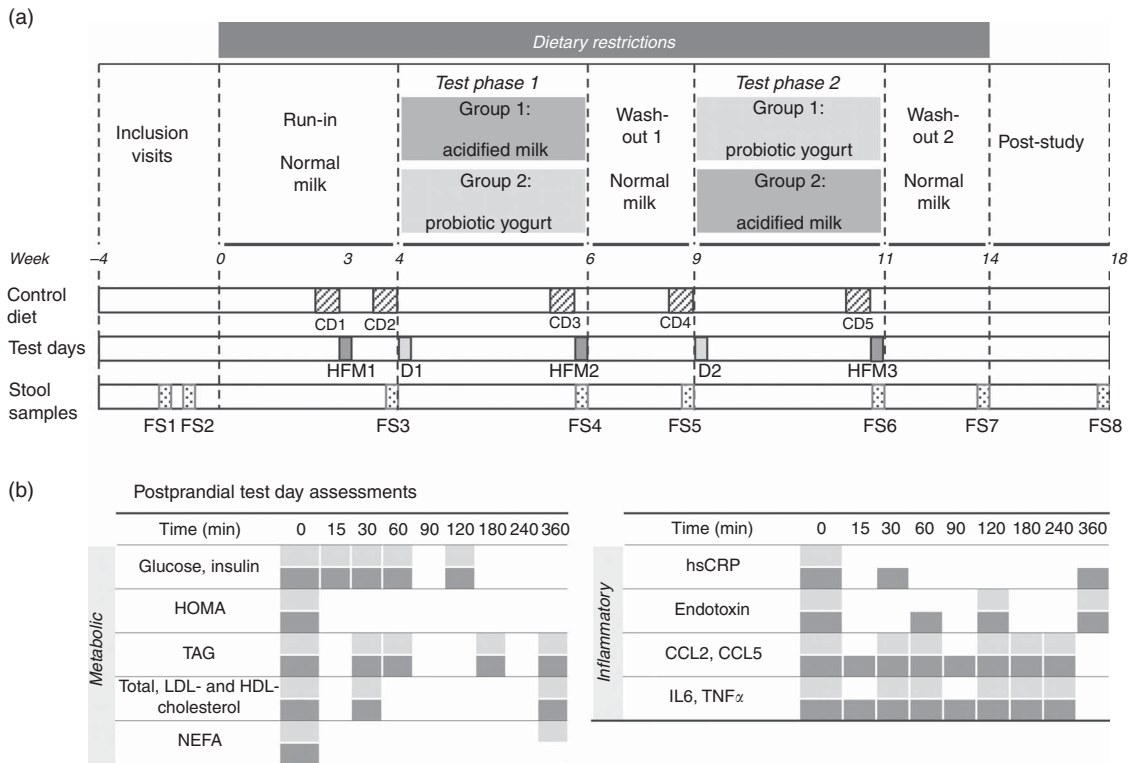 (a)
Dietary restrictions
Inclusion
visits
Run-in
Normal
milk
Test phase 1
Group 1:
acidified milk
Group 2:
probiotic yogurt
Wash-
out 1
Normal
milk
Test phase 2
Group 1:
probiotic yogurt
Group 2:
acidified milk
Wash-
out 2
Normal
milk
Post-study
Week
–4 0 3 4 6 9 11 14 18
Control
diet
CD1 CD2 CD3 CD4 CD5
Test days
HFM1 D1 HFM2 D2 HFM3
Stool
samples
FS1 FS2 FS3 FS4 FS5 FS6 FS7 FS8
(b)
Postprandial test day assessments
Time (min) 0 15 30 60 90 120 180 240 360
Metabolic
Glucose, insulin
HOMA
TAG
Total, LDL- and HDL-
cholesterol
NEFA
Time (min) 0 15 30 60 90 120 180 240 360
Inflammatory
hsCRP
Endotoxin
CCL2, CCL5
IL6, TNFα